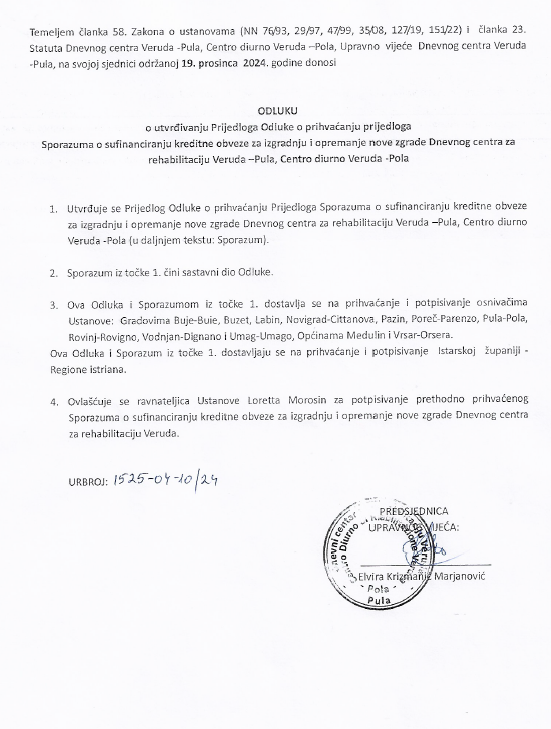 Temeljem članka 58. Zakona o ustanovama (NN 76/93, 29/97, 47/99, 35/08, 127/19, 151/22) i članka 23.
Statuta Dnevnog centra Veruda -Pula, Centro diurno Veruda –Pola, Upravno vijeće Dnevnog centra Veruda
-Pula, na svojoj sjednici održanoj 19. prosinca 2024. godine donosi
ODLUKU
o utvrđivanju Prijedloga Odluke o prihvaćanju prijedloga
Sporazuma o sufinanciranju kreditne obveze za izgradnju i opremanje nove zgrade Dnevnog centra za
rehabilitaciju Veruda –Pula, Centro diurno Veruda -Pola
1. Utvrđuje se Prijedlog Odluke o prihvaćanju Prijedloga Sporazuma o sufinanciranju kreditne obveze
za izgradnju i opremanje nove zgrade Dnevnog centra za rehabilitaciju Veruda –Pula, Centro diurno
Veruda -Pola (u daljnjem tekstu: Sporazum).
2. Sporazum iz točke 1. čini sastavni dio Odluke.
3. Ova Odluka i Sporazumom iz točke 1. dostavlja se na prihvaćanje i potpisivanje osnivačima
Ustanove: Gradovima Buje-Buie, Buzet, Labin, Novigrad-Cittanova, Pazin, Poreč-Parenzo, Pula-Pola,
Rovinj-Rovigno, Vodnjan-Dignano i Umag-Umago, Općinama Medulin i Vrsar-Orsera.
Ova Odluka i Sporazum iz točke 1. dostavljaju se na prihvaćanje i potpisivanje Istarskoj županiji -
Regione istriana.
4. Ovlašćuje se ravnateljica Ustanove Loretta Morosin za potpisivanje prethodno prihvaćenog
Sporazuma o sufinanciranju kreditne obveze za izgradnju i opremanje nove zgrade Dnevnog centra
za rehabilitaciju Veruda.
URBROJ: 1525-04-10/24
PREDSJEDNICA
UPRAVNOG VIJEĆA:
Elvira Krizmanić Marjanović
- Pola -
Pula